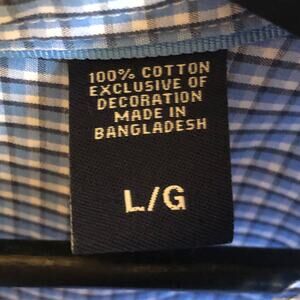 100% COTTON
EXCLUSIVE OF
DECORATION
MADE IN
BANGLADESH
L/G